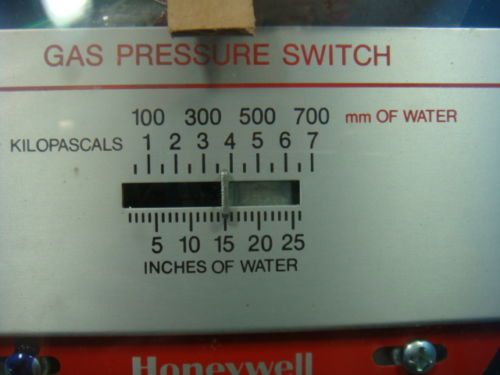 GAS PRESSURE SWITCH
100 300 500 700 mm OF WATER
KILOPASCALS 1 2 3 4 5 6 7
5 10 15 20 25
INCHES OF WATER
Honeywell